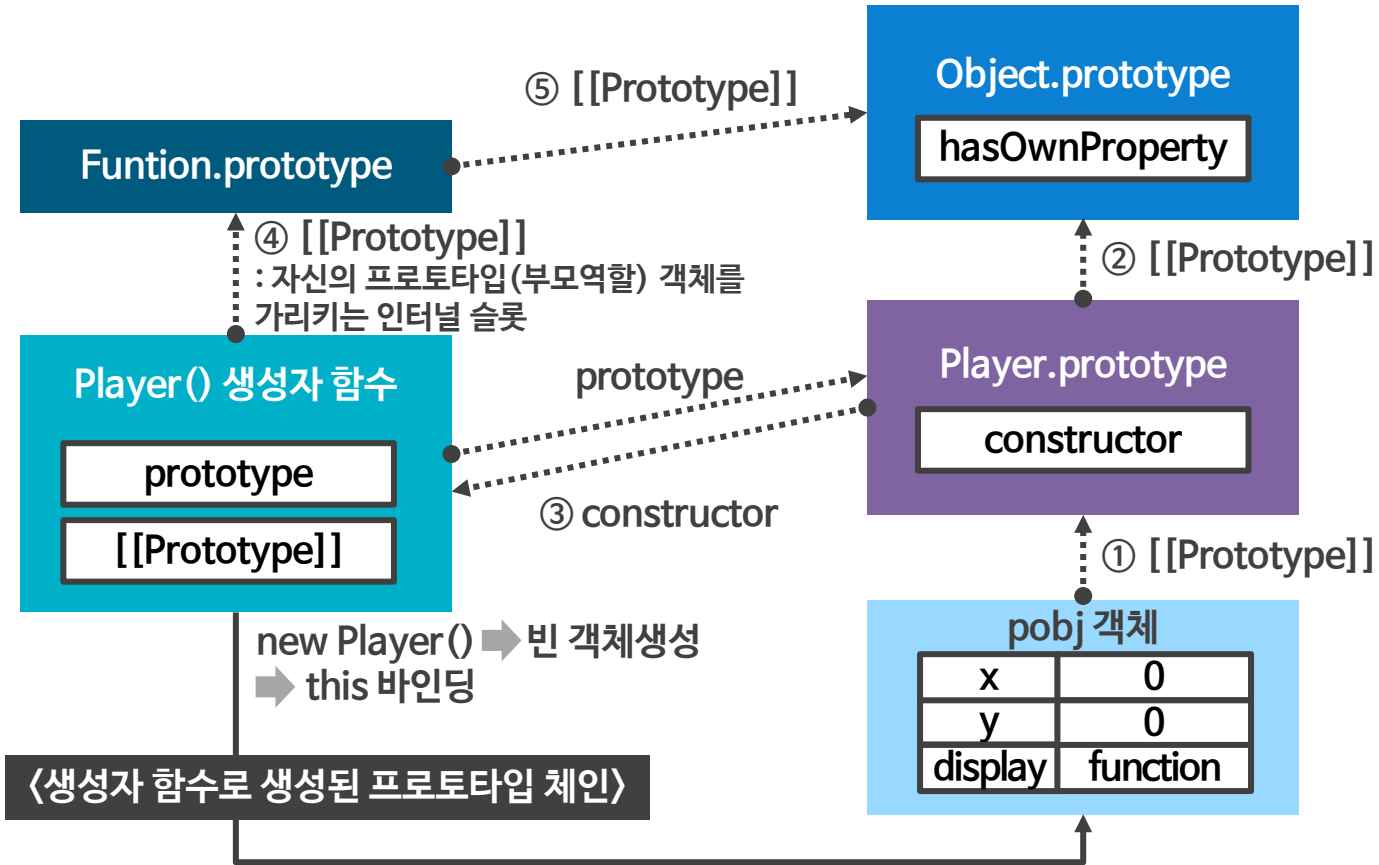 ⑤ [[Prototype]]
Object.prototype
hasOwnProperty
Funtion.prototype
④ [[Prototype]]
: 자신의 프로토타입(부모역할) 객체를
가리키는 인터널 슬롯
② [[Prototype]]
Player() 생성자 함수
prototype
[[Prototype]]
prototype
③ constructor
Player.prototype
constructor
① [[Prototype]]
new Player() ➡ 빈 객체생성
➡ this 바인딩
pobj 객체
x 0
y 0
display function
〈생성자 함수로 생성된 프로토타입 체인〉